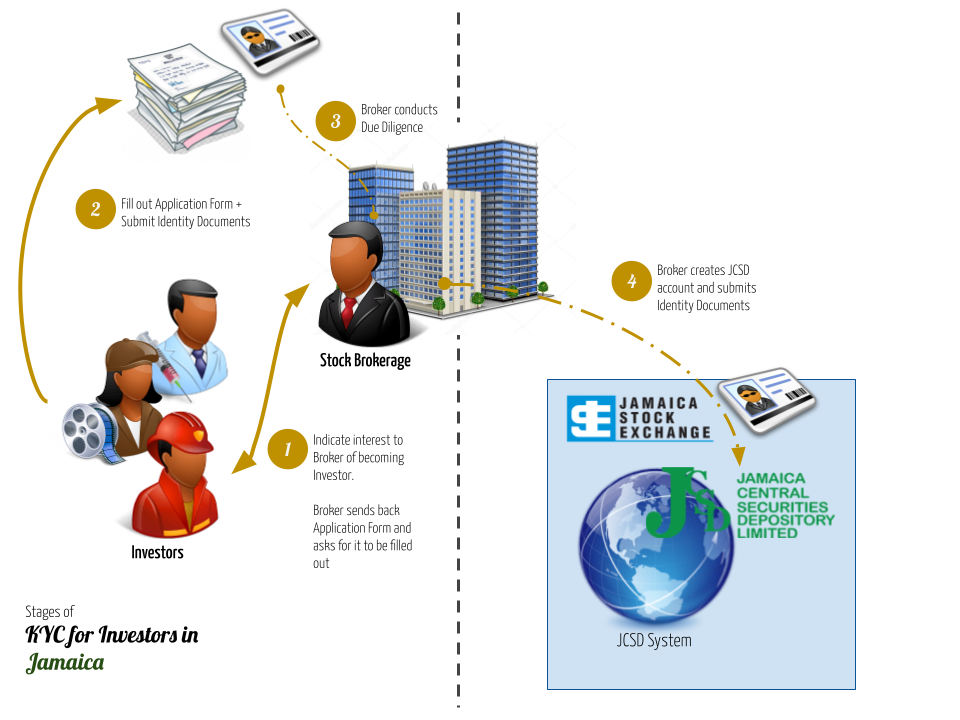 3
Broker conducts
Due Diligence
2
Fill out Application Form +
Submit Identity Documents
4
Broker creates JCSD
account and submits
Identity Documents
Stock Brokerage
1
Indicate interest to
Broker of becoming
Investor.
Broker sends back
Application Form and
asks for it to be filled
out
Investors
JAMAICA
STOCK
EXCHANGE
JCSD
JAMAICA
CENTRAL
SECURITIES
DEPOSITORY
LIMITED
JCSD System
Stages of
KYC for Investors in
Jamaica